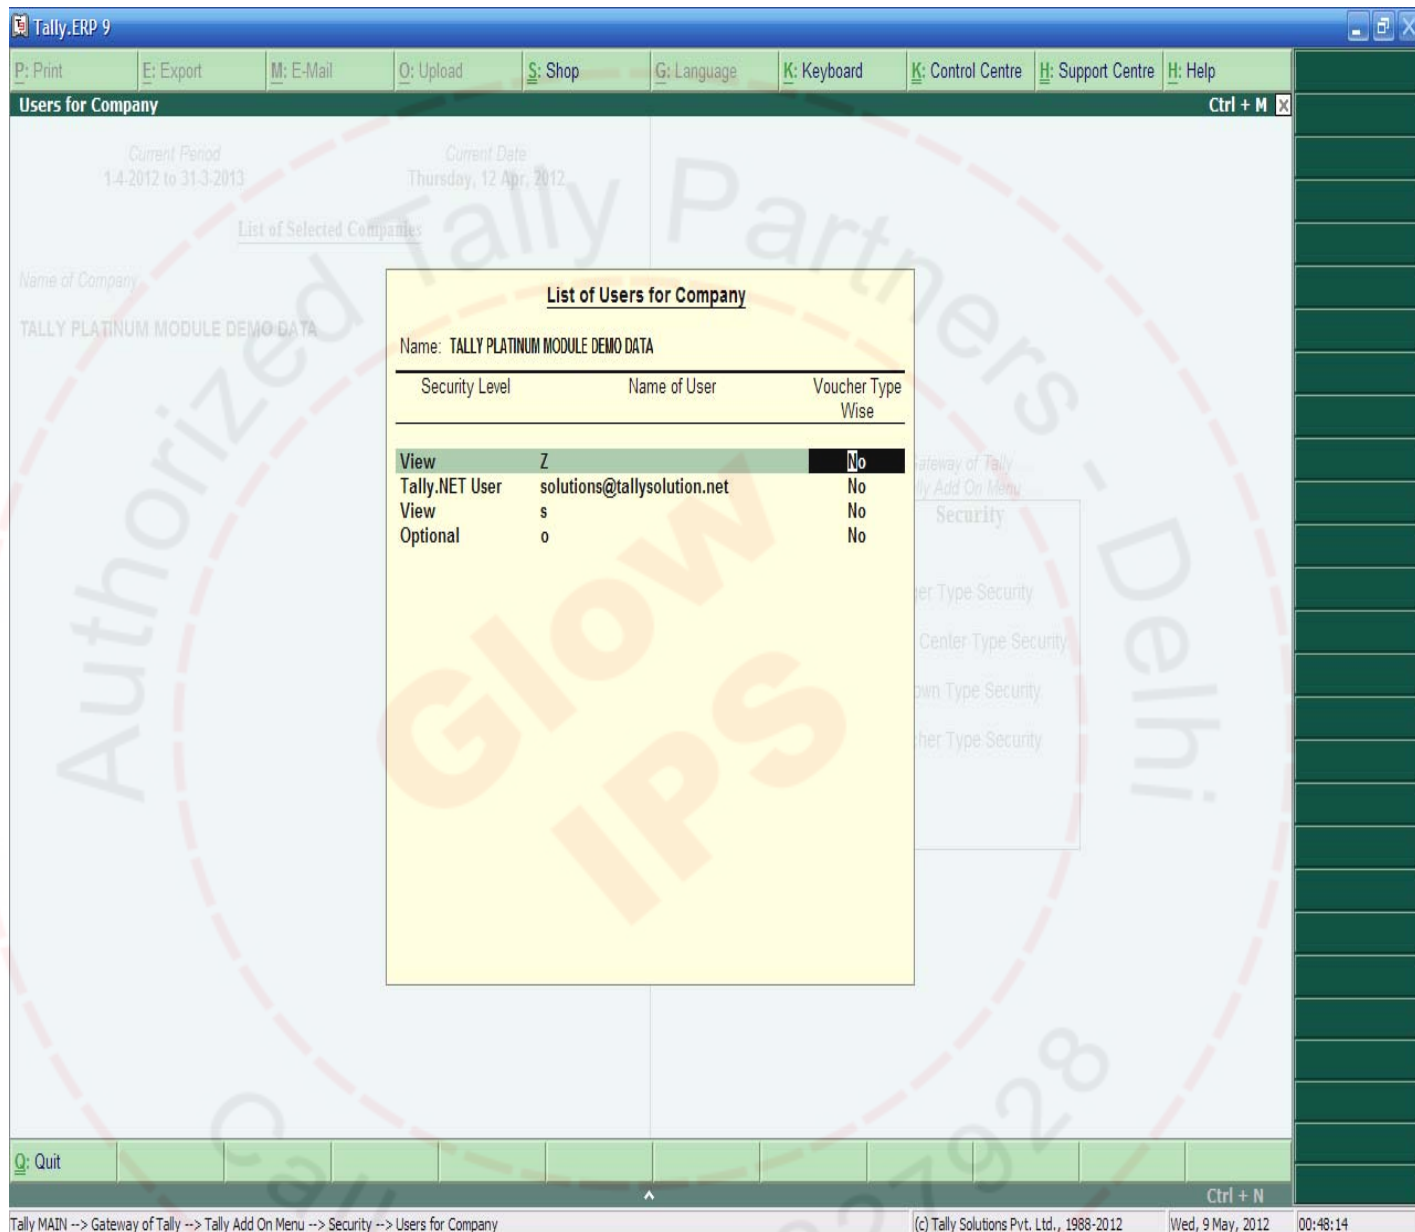 Tally.ERP 9
P: Print E: Export M: E-Mail O: Upload S: Shop G: Language K: Keyboard K: Control Centre H: Support Centre H: Help
Users for Company Ctrl + M
Current Period Current Date
1-4-2012 to 31-3-2013 Thursday, 12 Apr, 2012
List of Selected Companies
Name of Company
TALLY PLATINUM MODULE DEMO DATA
List of Users for Company
Name: TALLY PLATINUM MODULE DEMO DATA
Security Level Name of User Voucher Type
Wise
View Z No
Tally.NET User solutions@tallysolution.net No
View s No
Optional o No
Gateway of Tally
Add On Menu
Security
Type Security
Center Type Security
Type Security
Type Security
Authorized Tally Partners - Delhi
Glow
IPS
Q: Quit
Ctrl + N
Tally MAIN --> Gateway of Tally --> Tally Add On Menu --> Security --> Users for Company (c) Tally Solutions Pvt. Ltd., 1988-2012 Wed, 9 May, 2012 00:48:14